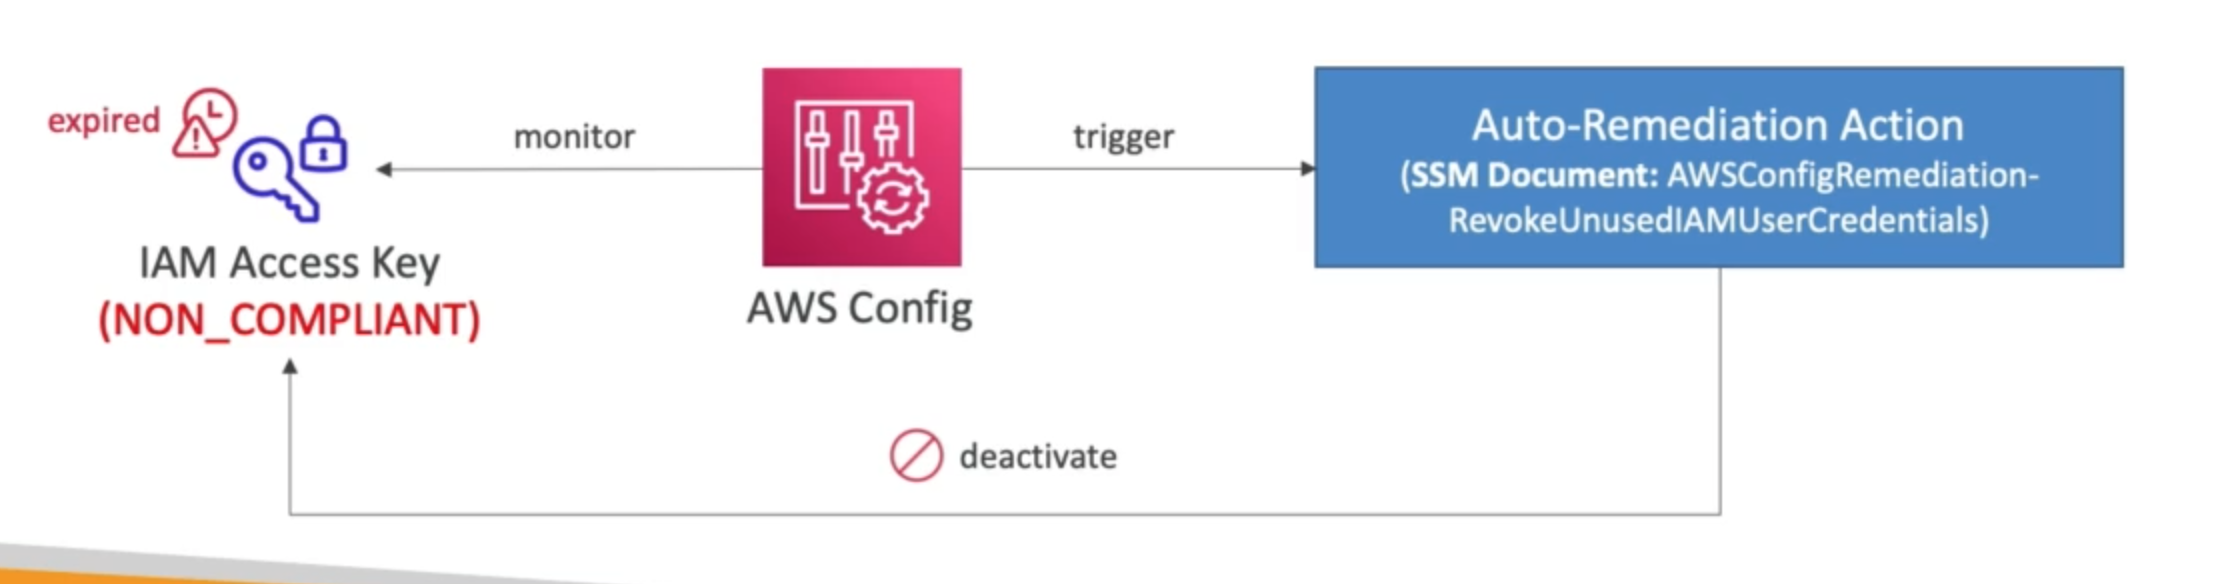 expired
IAM Access Key
(NON_COMPLIANT)
monitor
AWS Config
trigger
Auto-Remediation Action
(SSM Document: AWSConfigRemediation-
RevokeUnusedIAMUserCredentials)
deactivate